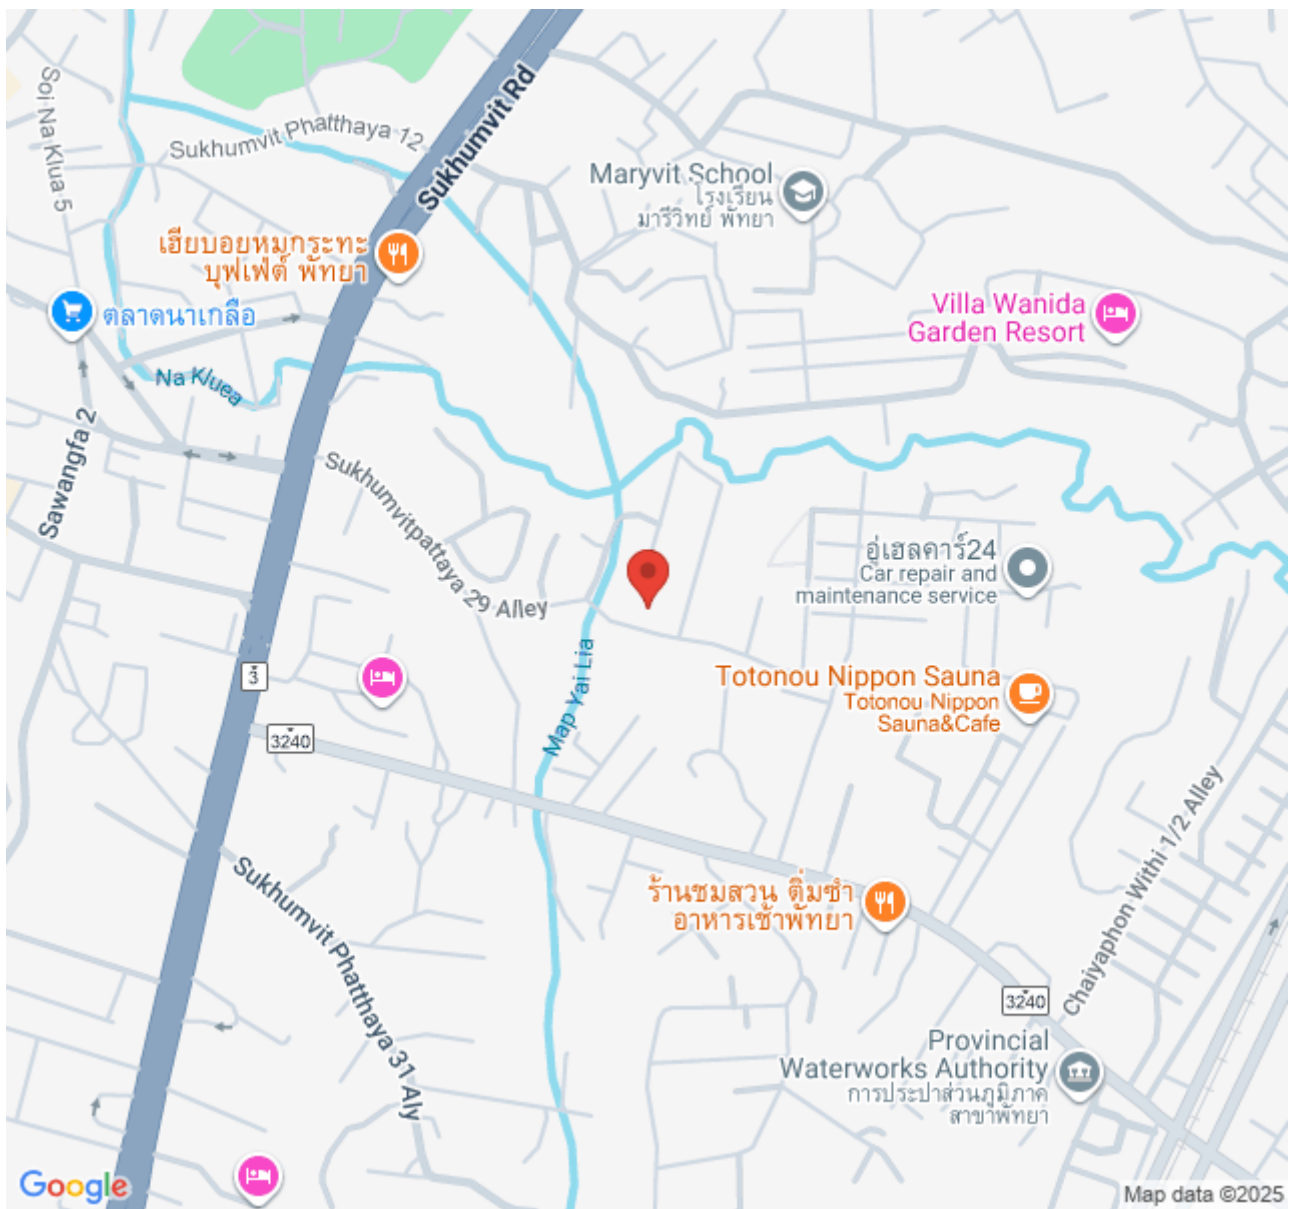 Soi Na Klua 5
Sukhumvit Phatthaya 12
Sukhumvit Rd
Maryvit School
โรงเรียน
มารีวิทย์ พัทยา
เฮียบอยหมูกระทะ
บุฟเฟ่ต์ พัทยา
ตลาดนาเกลือ
Villa Wanida
Garden Resort
Na Kluea
Sawangfa 2
Sukhumvitpattaya 29 Alley
อู่เฮลคาร์24
Car repair and
maintenance service
Map Yai Lia
3
Totonou Nippon Sauna
Totonou Nippon
Sauna&Cafe
3240
Chaiyaphon Withi 1/2 Alley
Sukhumvit Phatthaya 31 Aly
ร้านชมสวน ติ่มซำ
อาหารเช้าพัทยา
3240
Provincial
Waterworks Authority
การประปาส่วนภูมิภาค
สาขาพัทยา
Google
Map data ©2025